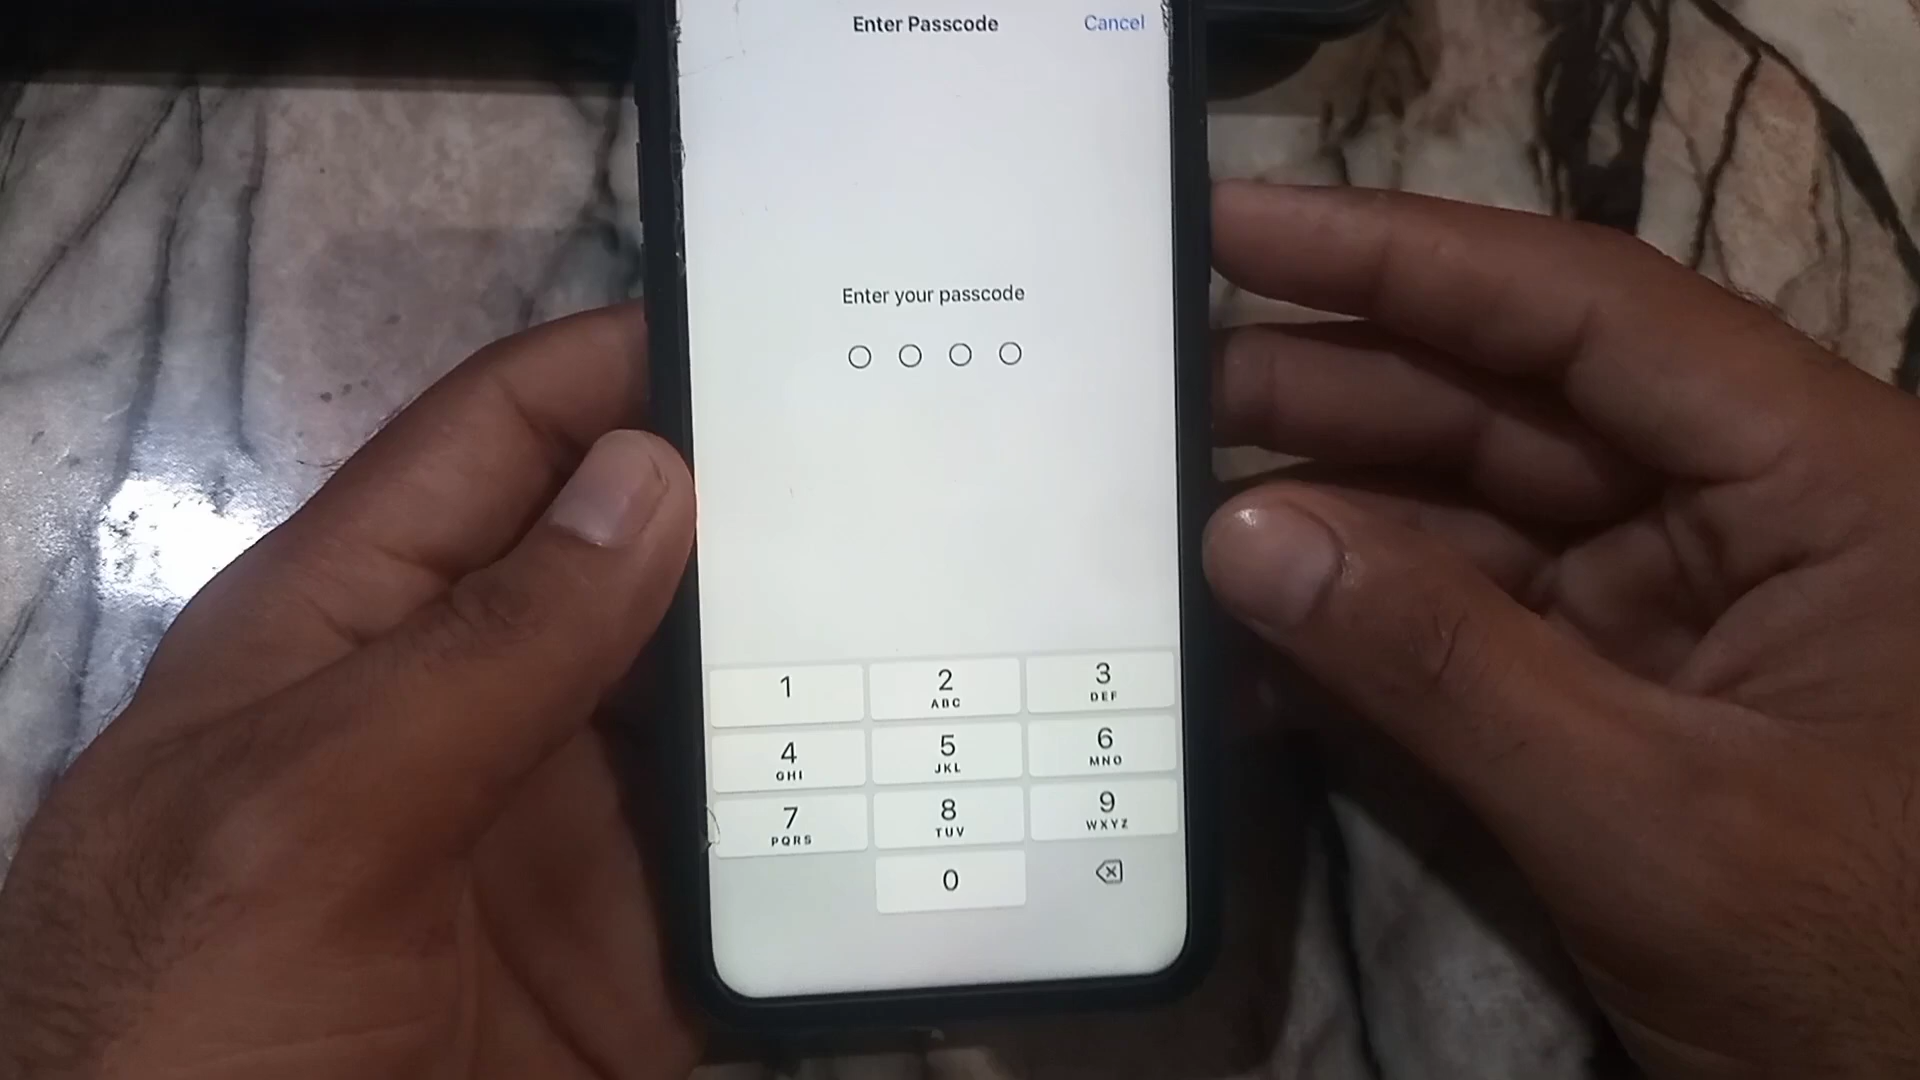 Enter Passcode Cancel
Enter your passcode
1 2 3
ABC DEF
4 5 6
GHI JKL MNO
7 8 9
PQRS TUV WXYZ
0